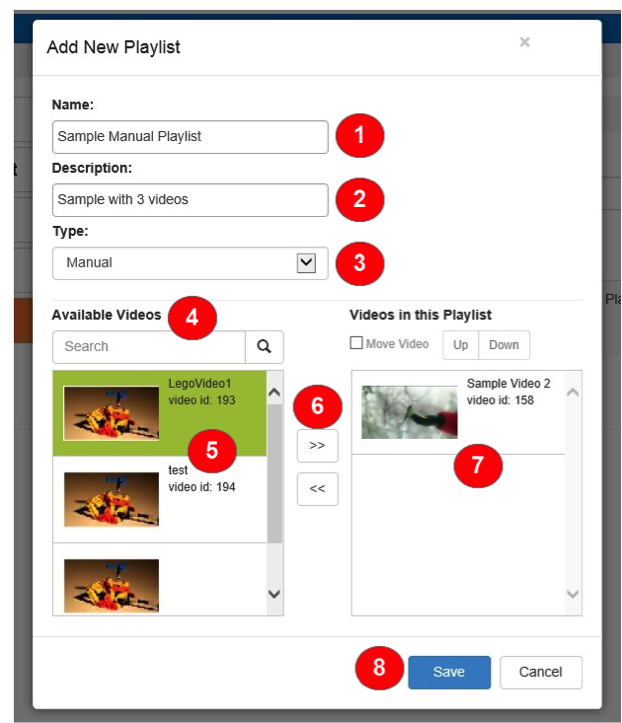 Add New Playlist ×
Name:
Sample Manual Playlist 1
Description:
Sample with 3 videos 2
Type:
Manual 3
Available Videos 4
Search
Videos in this Playlist
Move Video Up Down
LegoVideo1
video id: 193
5
test
video id: 194
6
>>
<<
Sample Video 2
video id: 158
7
8 Save Cancel
t
Pla